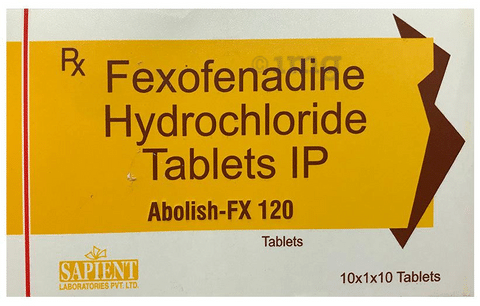 Rx
Fexofenadine
Hydrochloride
Tablets IP
Abolish-FX 120
Tablets
SAPIENT
LABORATORIES PVT. LTD.
10x1x10 Tablets